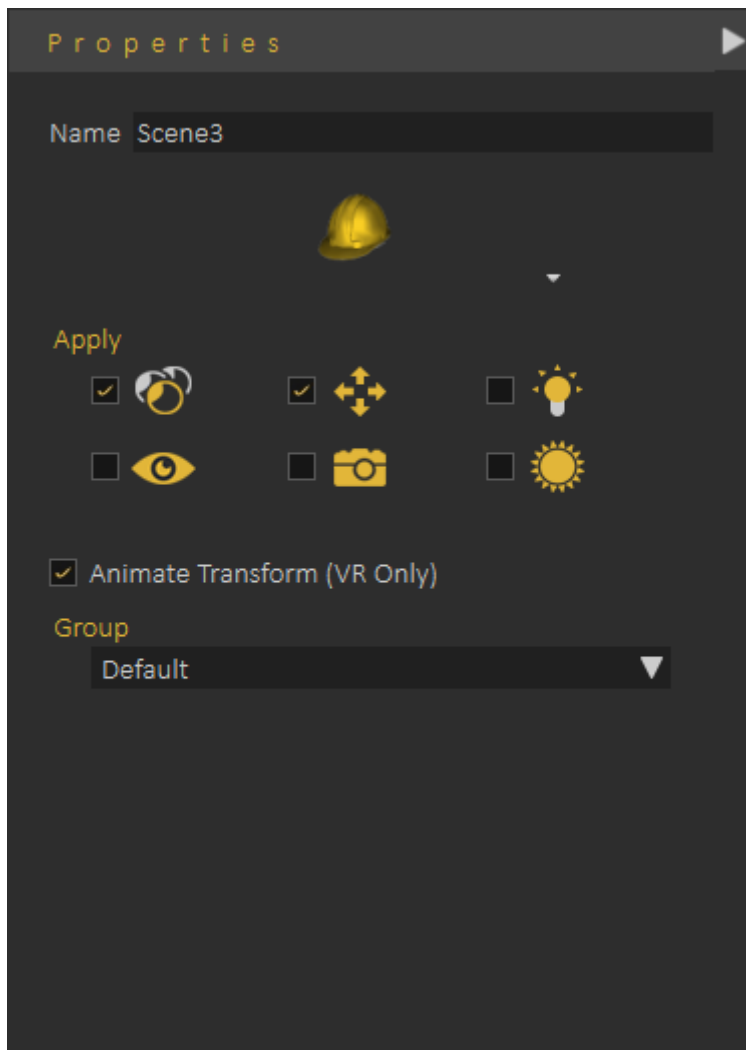 Properties
Name Scene3
Apply
Animate Transform (VR Only)
Group
Default